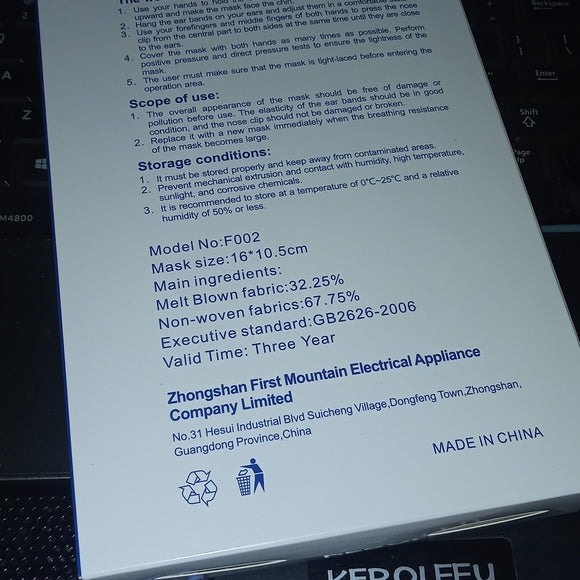 1. Use your hands to hold the
upward and make the mask face the chin.
2. Hang the ear bands on your ears and adjust them in a comfortable
3. Use your forefingers and middle fingers of both hands to press the nose
clip from the central part to both sides at the same time until they are close
to the ears.
4. Cover the mask with both hands as many times as possible. Perform
positive pressure and direct pressure tests to ensure the tightness of the
mask.
5. The user must make sure that the mask is tight-laced before entering the
operation area.
Scope of use:
1. The overall appearance of the mask should be free of damage or
pollution before use. The elasticity of the ear bands should be in good
condition, and the nose clip should not be damaged or broken.
2. Replace it with a new mask immediately when the breathing resistance
of the mask becomes large.
Storage conditions:
1. It must be stored properly and keep away from contaminated areas.
2. Prevent mechanical extrusion and contact with humidity, high temperature,
sunlight, and corrosive chemicals.
3. It is recommended to store at a temperature of 0°C~25°C and a relative
humidity of 50% or less.
Model No:F002
Mask size:16*10.5cm
Main ingredients:
Melt Blown fabric:32.25%
Non-woven fabrics:67.75%
Executive standard:GB2626-2006
Valid Time: Three Year
Zhongshan First Mountain Electrical Appliance
Company Limited
No.31 Hesui Industrial Blvd Suicheng Village,Dongfeng Town,Zhongshan,
Guangdong Province,China
MADE IN CHINA
Backspace
Enter
Shift
A
Z
M4800